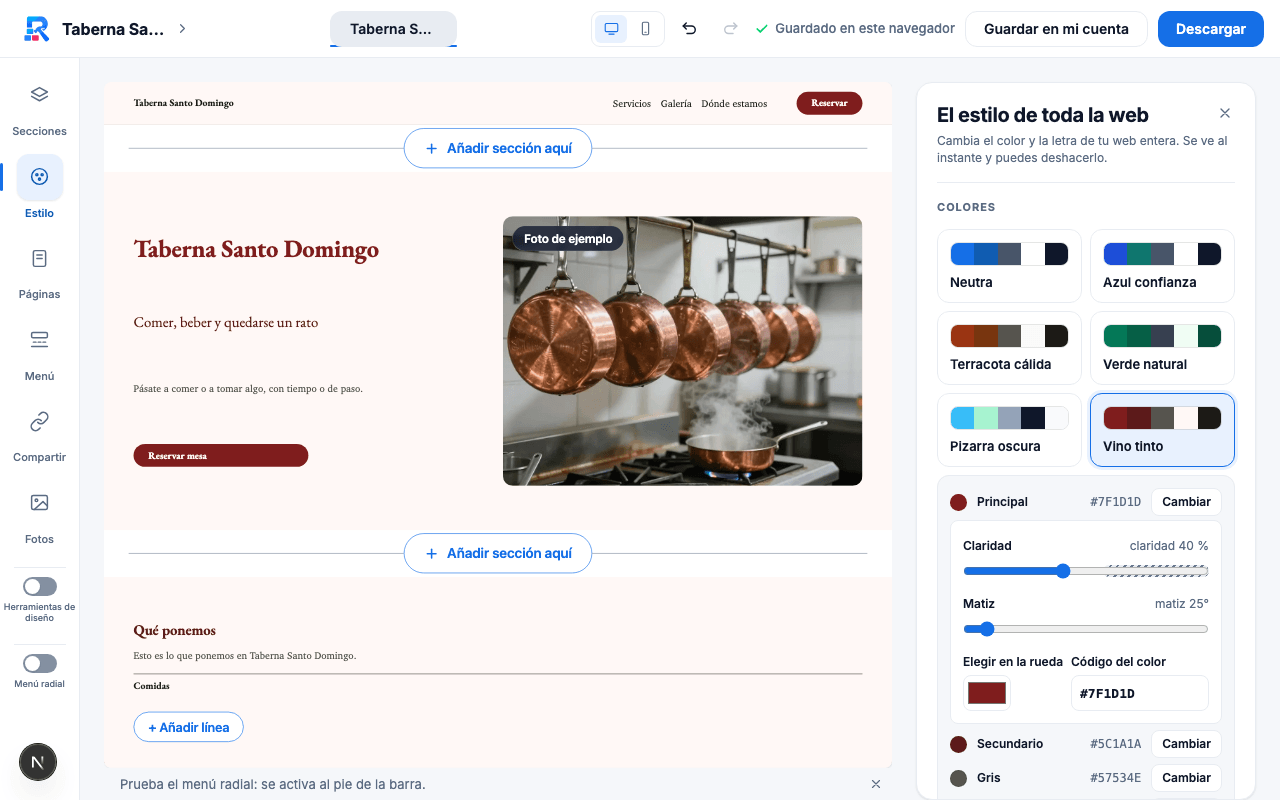 Taberna Sa...
Taberna S...
Guardado en este navegador
Guardar en mi cuenta
Descargar
Secciones
Estilo
Páginas
Menú
Compartir
Fotos
Herramientas de
diseño
Menú radial
N
Taberna Santo Domingo
Servicios Galería Dónde estamos
Reservar
+ Añadir sección aquí
Taberna Santo Domingo
Comer, beber y quedarse un rato
Pásate a comer o a tomar algo, con tiempo o de paso.
Reservar mesa
Foto de ejemplo
+ Añadir sección aquí
Qué ponemos
Esto es lo que ponemos en Taberna Santo Domingo.
Comidas
+ Añadir línea
Prueba el menú radial: se activa al pie de la barra.
El estilo de toda la web
Cambia el color y la letra de tu web entera. Se ve al
instante y puedes deshacerlo.
COLORES
Neutra
Azul confianza
Terracota cálida
Verde natural
Pizarra oscura
Vino tinto
Principal #7F1D1D Cambiar
Claridad claridad 40 %
Matiz matiz 25°
Elegir en la rueda Código del color
#7F1D1D
Secundario #5C1A1A Cambiar
Gris #57534E Cambiar